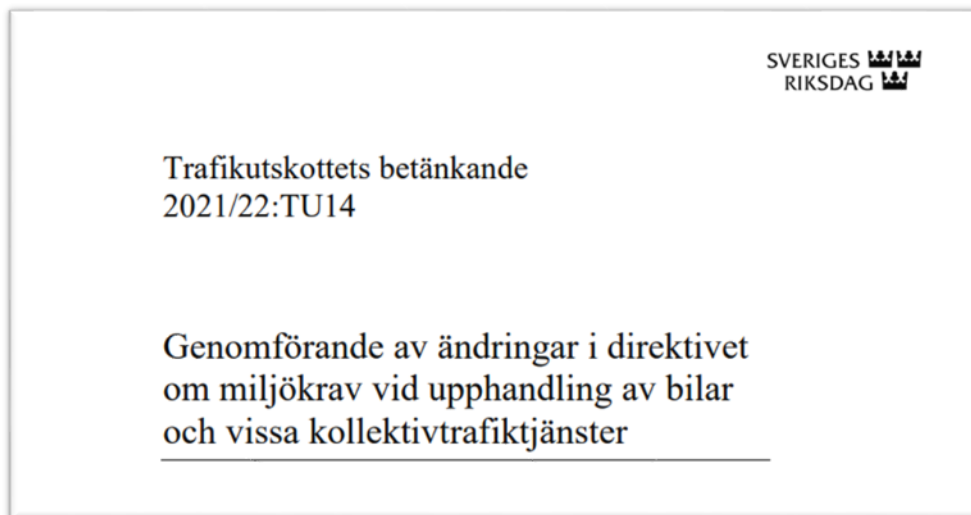 SVERIGES
RIKSDAG
Trafikutskottets betänkande
2021/22:TU14
Genomförande av ändringar i direktivet
om miljökrav vid upphandling av bilar
och vissa kollektivtrafiktjänster